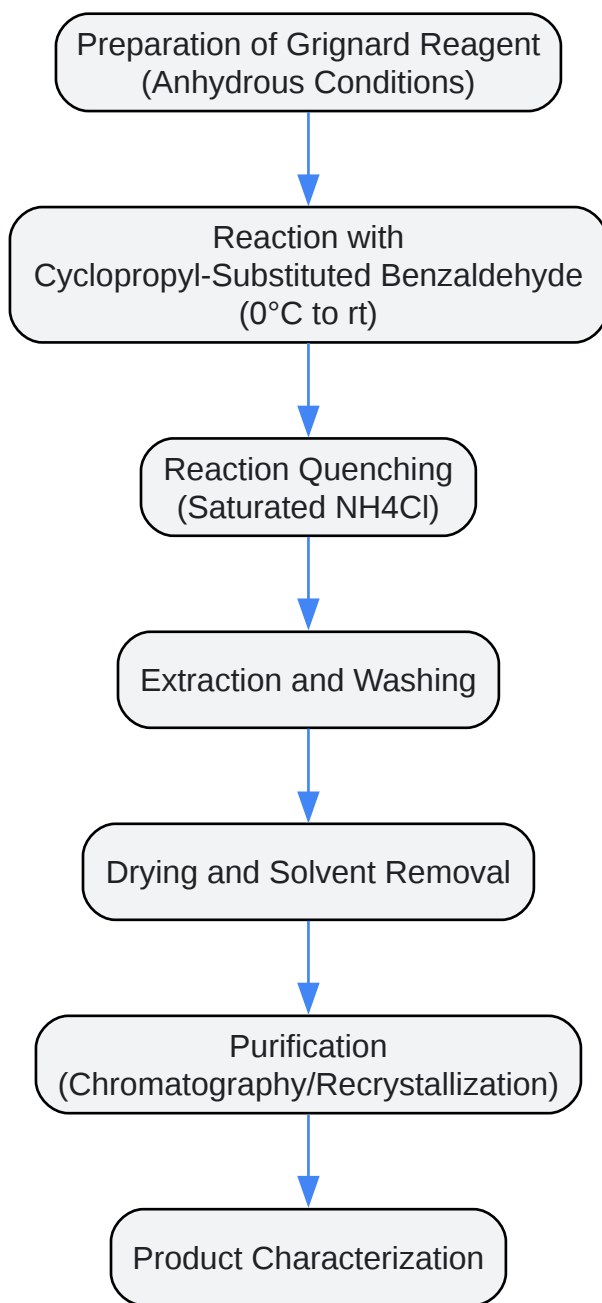 Preparation of Grignard Reagent
(Anhydrous Conditions)
Reaction with
Cyclopropyl-Substituted Benzaldehyde
(0°C to rt)
Reaction Quenching
(Saturated NH4Cl)
Extraction and Washing
Drying and Solvent Removal
Purification
(Chromatography/Recrystallization)
Product Characterization